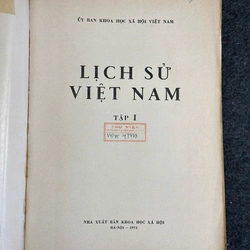 ỦY BAN KHOA HỌC XÃ HỘI VIỆT NAM
LỊCH SỬ
VIỆT NAM
TẬP I
NHÀ XUẤT BẢN KHOA HỌC XÃ HỘI
HÀ-NỘI - 1971